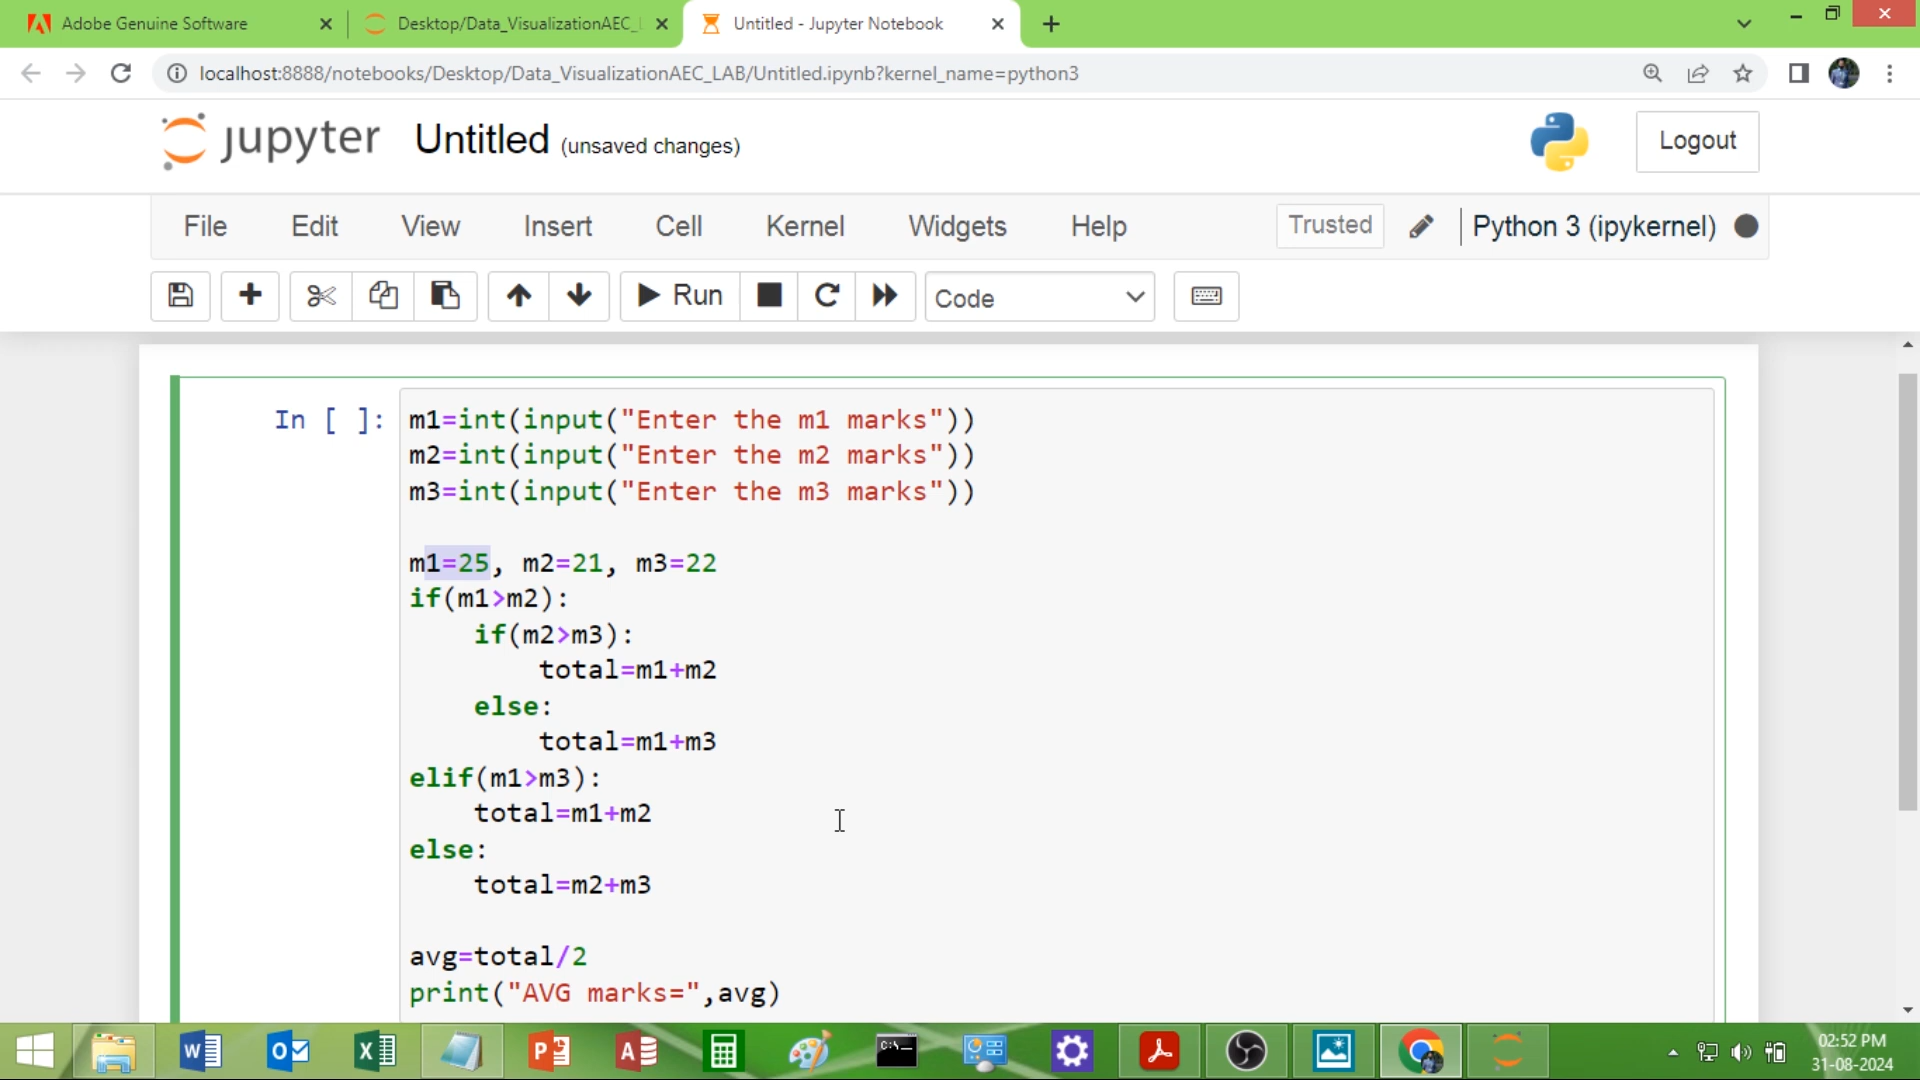 Adobe Genuine Software
Desktop/Data_VisualizationAEC_L
Untitled - Jupyter Notebook
localhost:8888/notebooks/Desktop/Data_VisualizationAEC_LAB/Untitled.ipynb?kernel_name=python3
jupyter Untitled (unsaved changes)
Logout
File Edit View Insert Cell Kernel Widgets Help
Trusted
Python 3 (ipykernel)
Run
Code
In [ ]:
m1=int(input("Enter the m1 marks"))
m2=int(input("Enter the m2 marks"))
m3=int(input("Enter the m3 marks"))
m1=25, m2=21, m3=22
if(m1>m2):
    if(m2>m3):
        total=m1+m2
    else:
        total=m1+m3
elif(m1>m3):
    total=m1+m2
else:
    total=m2+m3
avg=total/2
print("AVG marks=",avg)
02:52 PM
31-08-2024